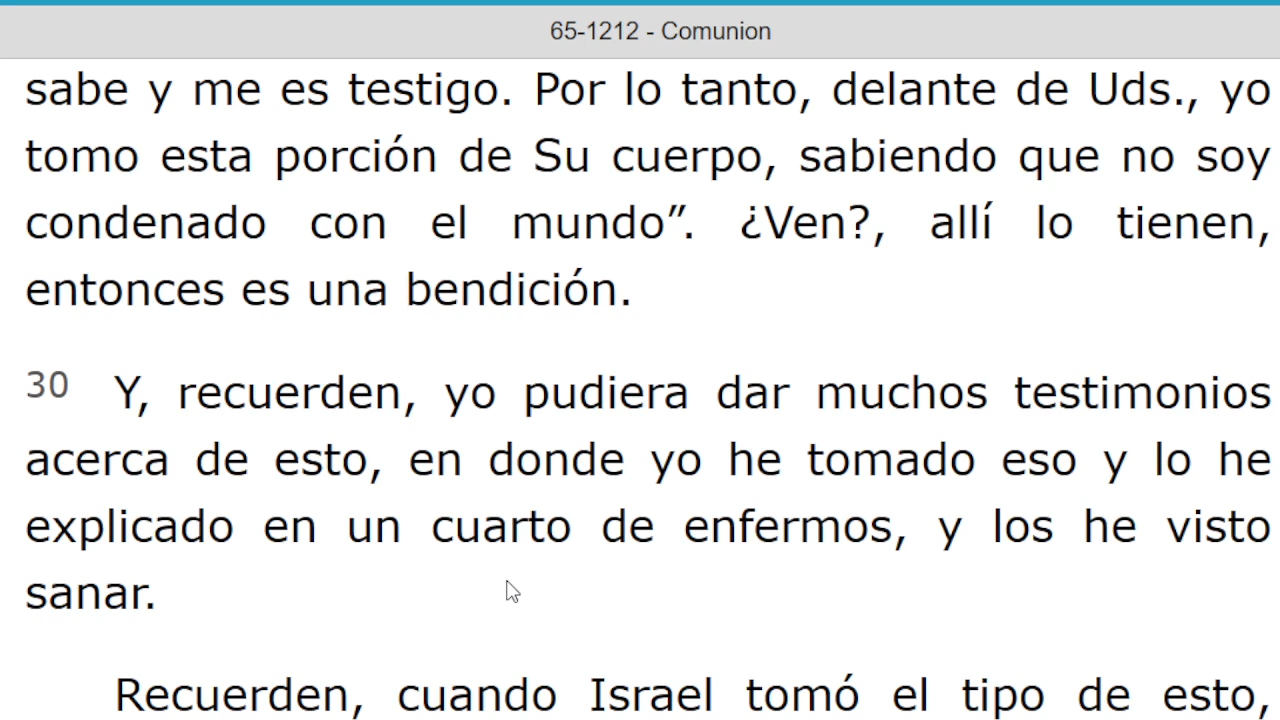 65-1212 - Comunion
sabe y me es testigo. Por lo tanto, delante de Uds., yo
tomo esta porción de Su cuerpo, sabiendo que no soy
condenado con el mundo”. ¿Ven?, allí lo tienen,
entonces es una bendición.
30 Y, recuerden, yo pudiera dar muchos testimonios
acerca de esto, en donde yo he tomado eso y lo he
explicado en un cuarto de enfermos, y los he visto
sanar.
Recuerden, cuando Israel tomó el tipo de esto,